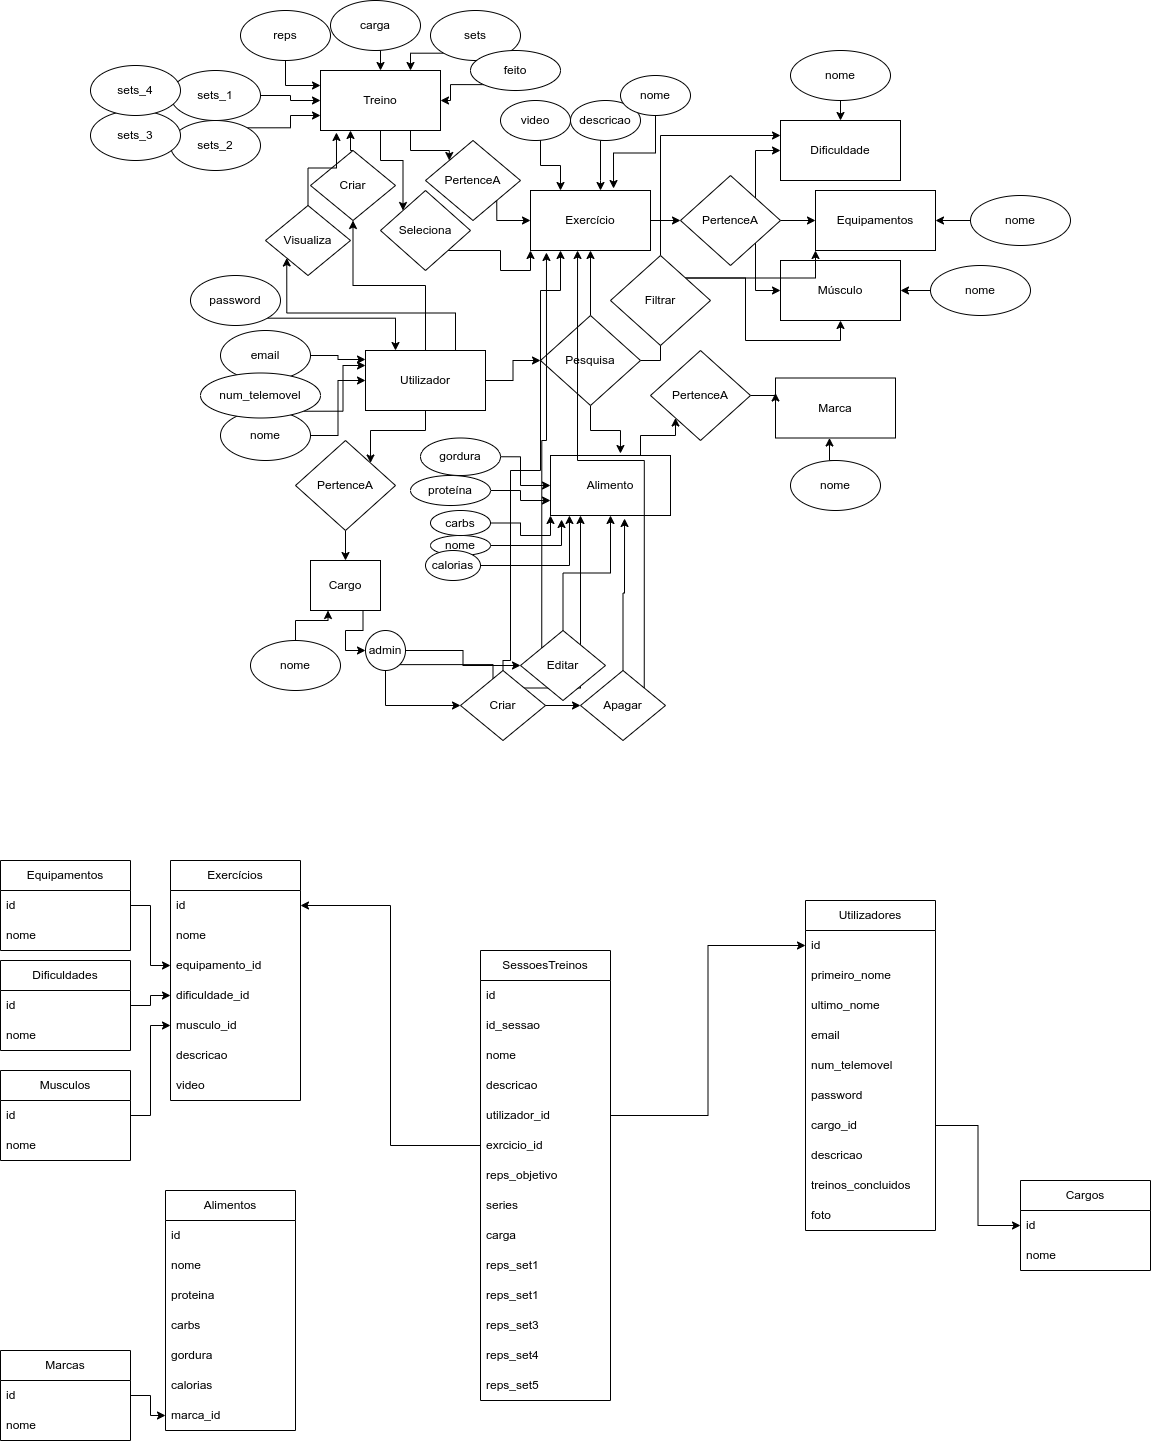 reps
carga
sets
feito
sets_4
sets_1
sets_3
sets_2
Treino
nome
video
descricao
nome
Dificuldade
PertenceA
Criar
Seleciona
Visualiza
Exercício
PertenceA
Equipamentos
nome
Músculo
nome
Filtrar
password
email
num_telemovel
nome
Utilizador
Pesquisa
PertenceA
Marca
nome
PertenceA
gordura
proteína
carbs
nome
calorias
Alimento
Cargo
nome
admin
Editar
Criar
Apagar
Equipamentos
id
nome
Dificuldades
id
nome
Musculos
id
nome
Exercícios
id
nome
equipamento_id
dificuldade_id
musculo_id
descricao
video
Marcas
id
nome
Alimentos
id
nome
proteina
carbs
gordura
calorias
marca_id
SessoesTreinos
id
id_sessao
nome
descricao
utilizador_id
exrcicio_id
reps_objetivo
series
carga
reps_set1
reps_set1
reps_set3
reps_set4
reps_set5
Utilizadores
id
primeiro_nome
ultimo_nome
email
num_telemovel
password
cargo_id
descricao
treinos_concluidos
foto
Cargos
id
nome